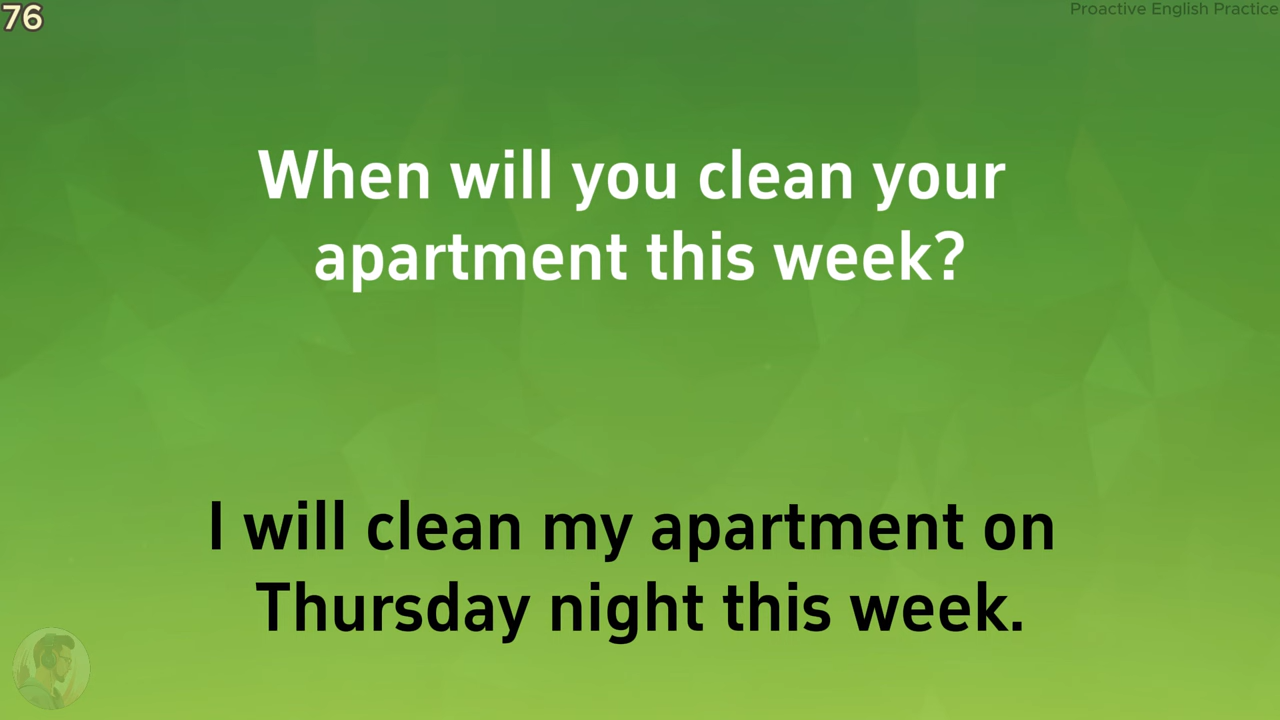 76
Proactive English Practice
When will you clean your
apartment this week?
I will clean my apartment on
Thursday night this week.